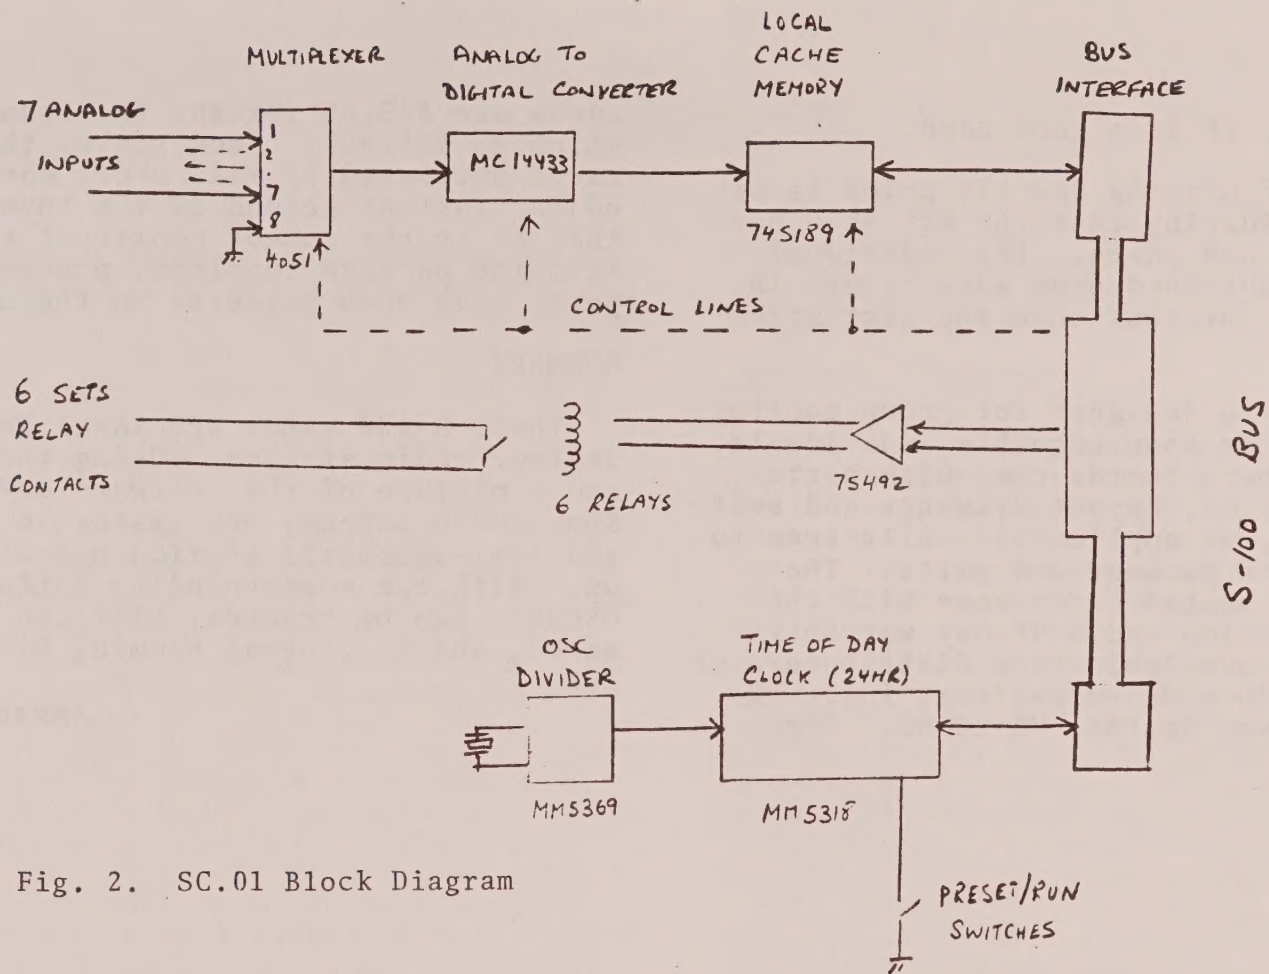 LOCAL
CACHE
MEMORY
MULTIPLEXER
ANALOG TO
DIGITAL CONVERTER
BUS
INTERFACE
7 ANALOG
INPUTS
1
2
7
8
4051
MC14433
745189
CONTROL LINES
6 SETS
RELAY
CONTACTS
6 RELAYS
75492
S-100 BUS
OSC
DIVIDER
MM5369
TIME OF DAY
CLOCK (24HR)
MM5318
PRESET/RUN
SWITCHES
Fig. 2. SC.01 Block Diagram